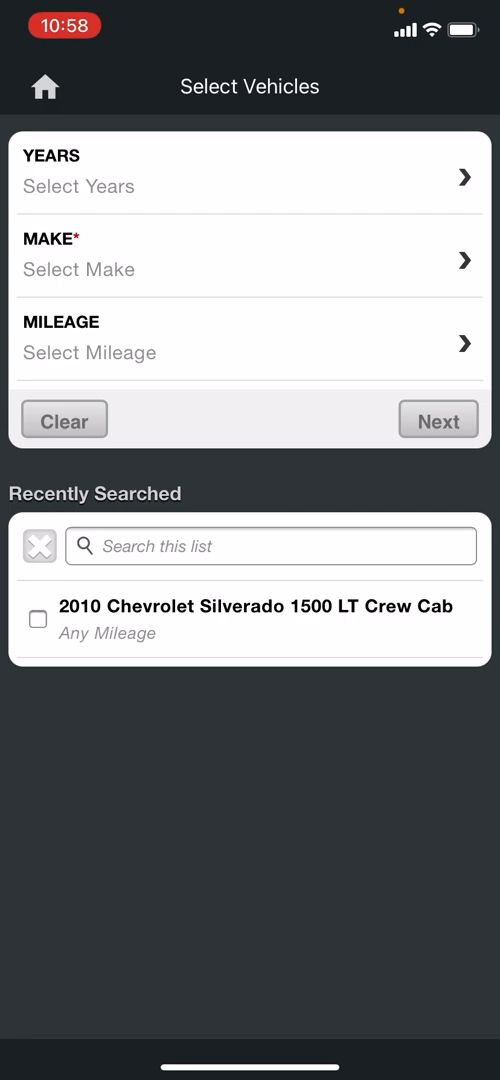 10:58
Select Vehicles
YEARS
Select Years
MAKE*
Select Make
MILEAGE
Select Mileage
Clear
Next
Recently Searched
Search this list
2010 Chevrolet Silverado 1500 LT Crew Cab
Any Mileage